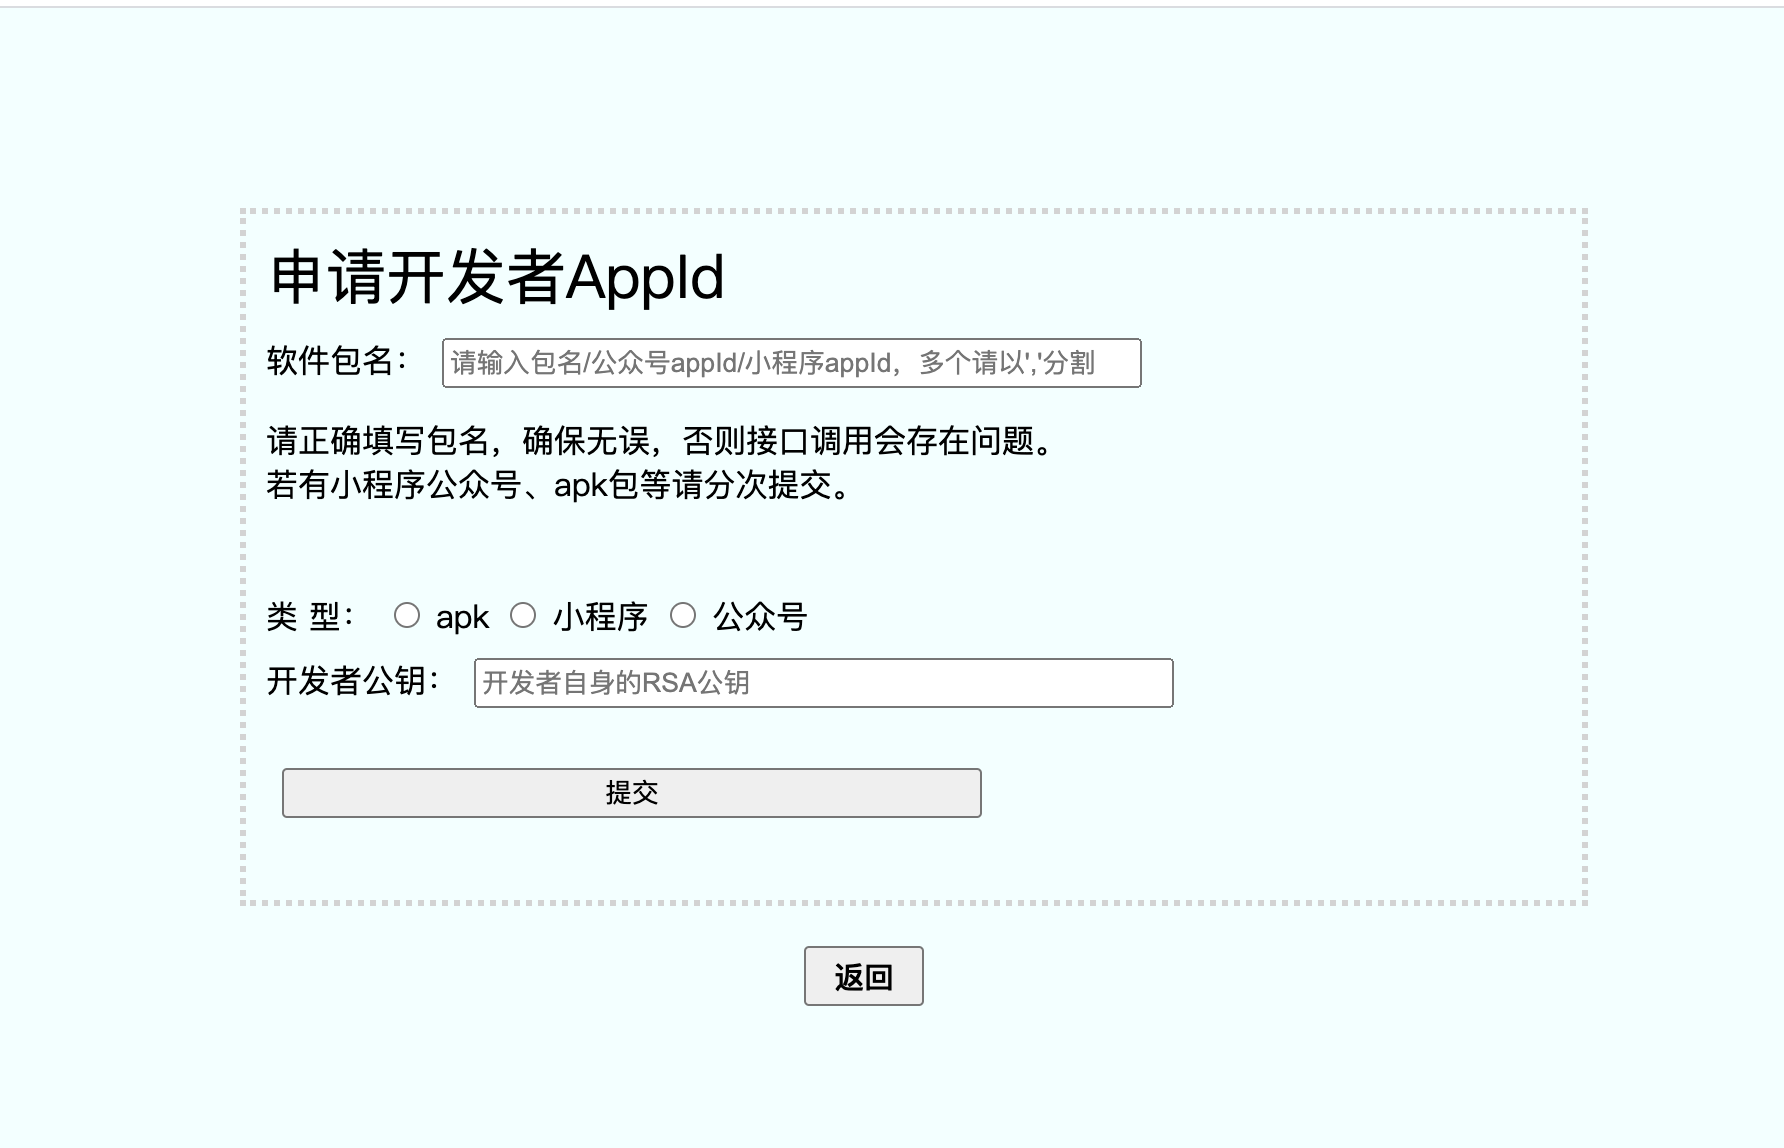 申请开发者AppId
软件包名： 请输入包名/公众号appId/小程序appId，多个请以','分割
请正确填写包名，确保无误，否则接口调用会存在问题。
若有小程序公众号、apk包等请分次提交。
类 型： apk 小程序 公众号
开发者公钥： 开发者自身的RSA公钥
提交
返回